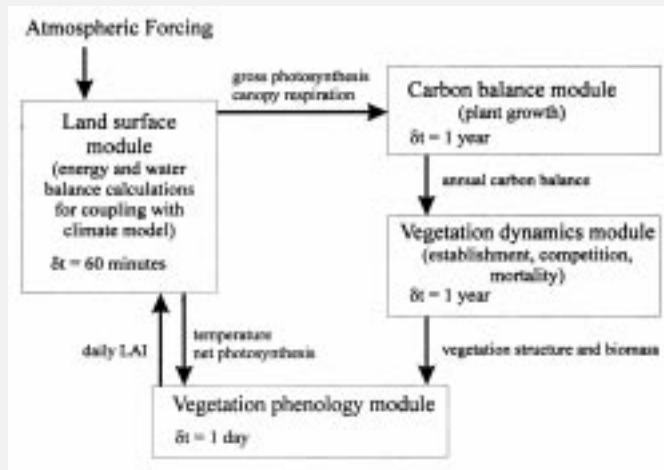 Atmospheric Forcing
gross photosynthesis
canopy respiration
Land surface
module
(energy and water
balance calculations
for coupling with
climate model)
δt = 60 minutes
Carbon balance module
(plant growth)
δt = 1 year
annual carbon balance
Vegetation dynamics module
(establishment, competition,
mortality)
δt = 1 year
daily LAI
temperature
net photosynthesis
vegetation structure and biomass
Vegetation phenology module
δt = 1 day